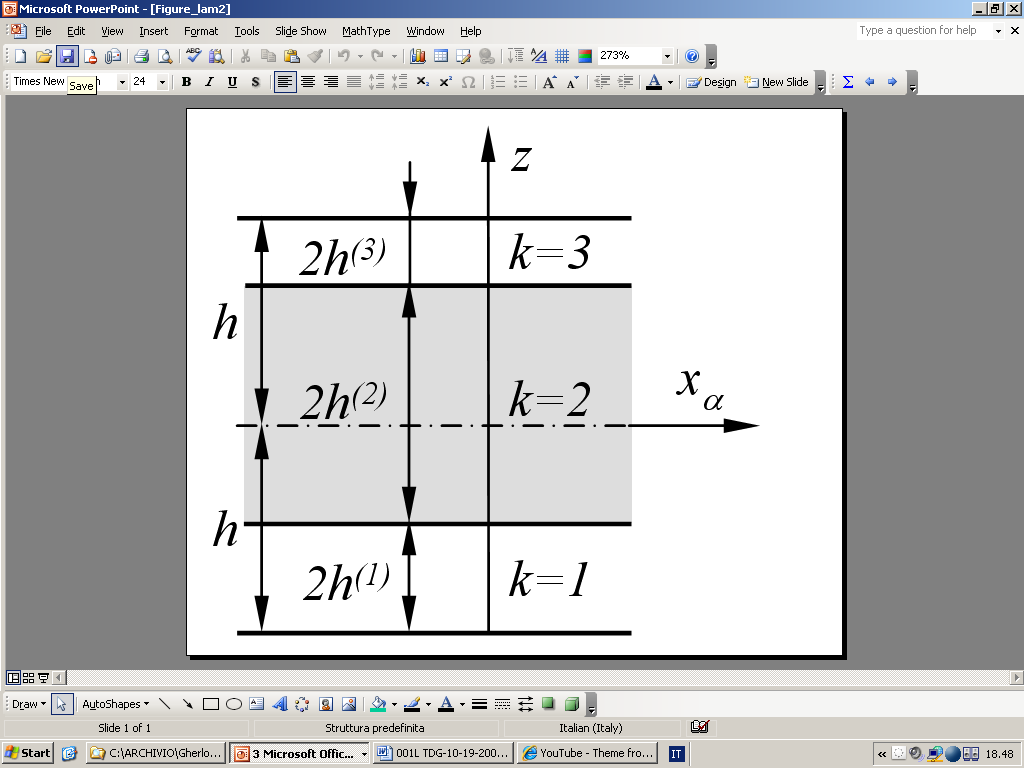 Microsoft PowerPoint - [Figure_lam2]
File Edit View Insert Format Tools Slide Show MathType Window Help Type a question for help
273%
Times New 24 B I U S A Design New Slide
Save
z
2h(3) k=3
h
xα
2h(2) k=2
h
2h(1) k=1
Draw AutoShapes
Slide 1 of 1 Struttura predefinita Italian (Italy)
Start C:\ARCHIVIO\Gherlo... 3 Microsoft Offic... 001L TDG-10-19-200... YouTube - Theme fro... IT « 18.48